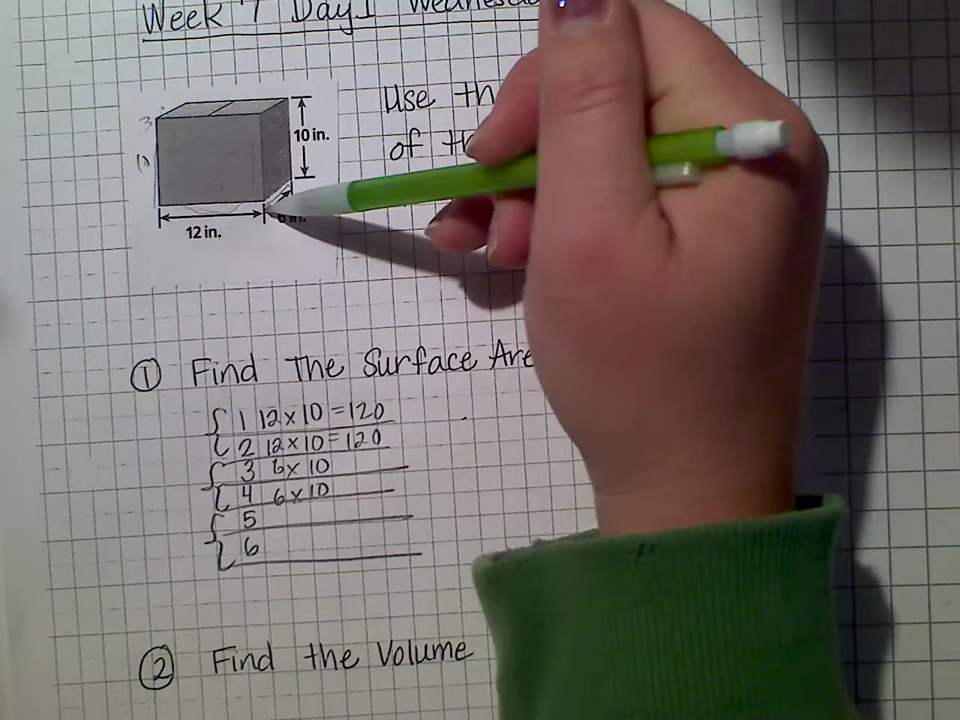 Week 7 Day 1 Wednesda
Use th
of th
10 in.
12 in.
① Find The Surface Are
1 12 x 10 = 120
2 12 x 10 = 120
3 6 x 10
4 6 x 10
5
6
② Find the Volume